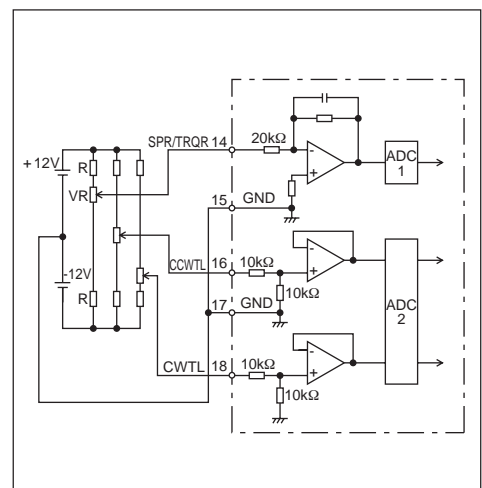 SPR/TRQR 14
20kΩ
ADC
1
+12V
R
VR
15 GND
CCWTL 16
10kΩ
10kΩ
-12V
R
17 GND
ADC
2
CWTL 18
10kΩ
10kΩ
-
+
-
+
-
+